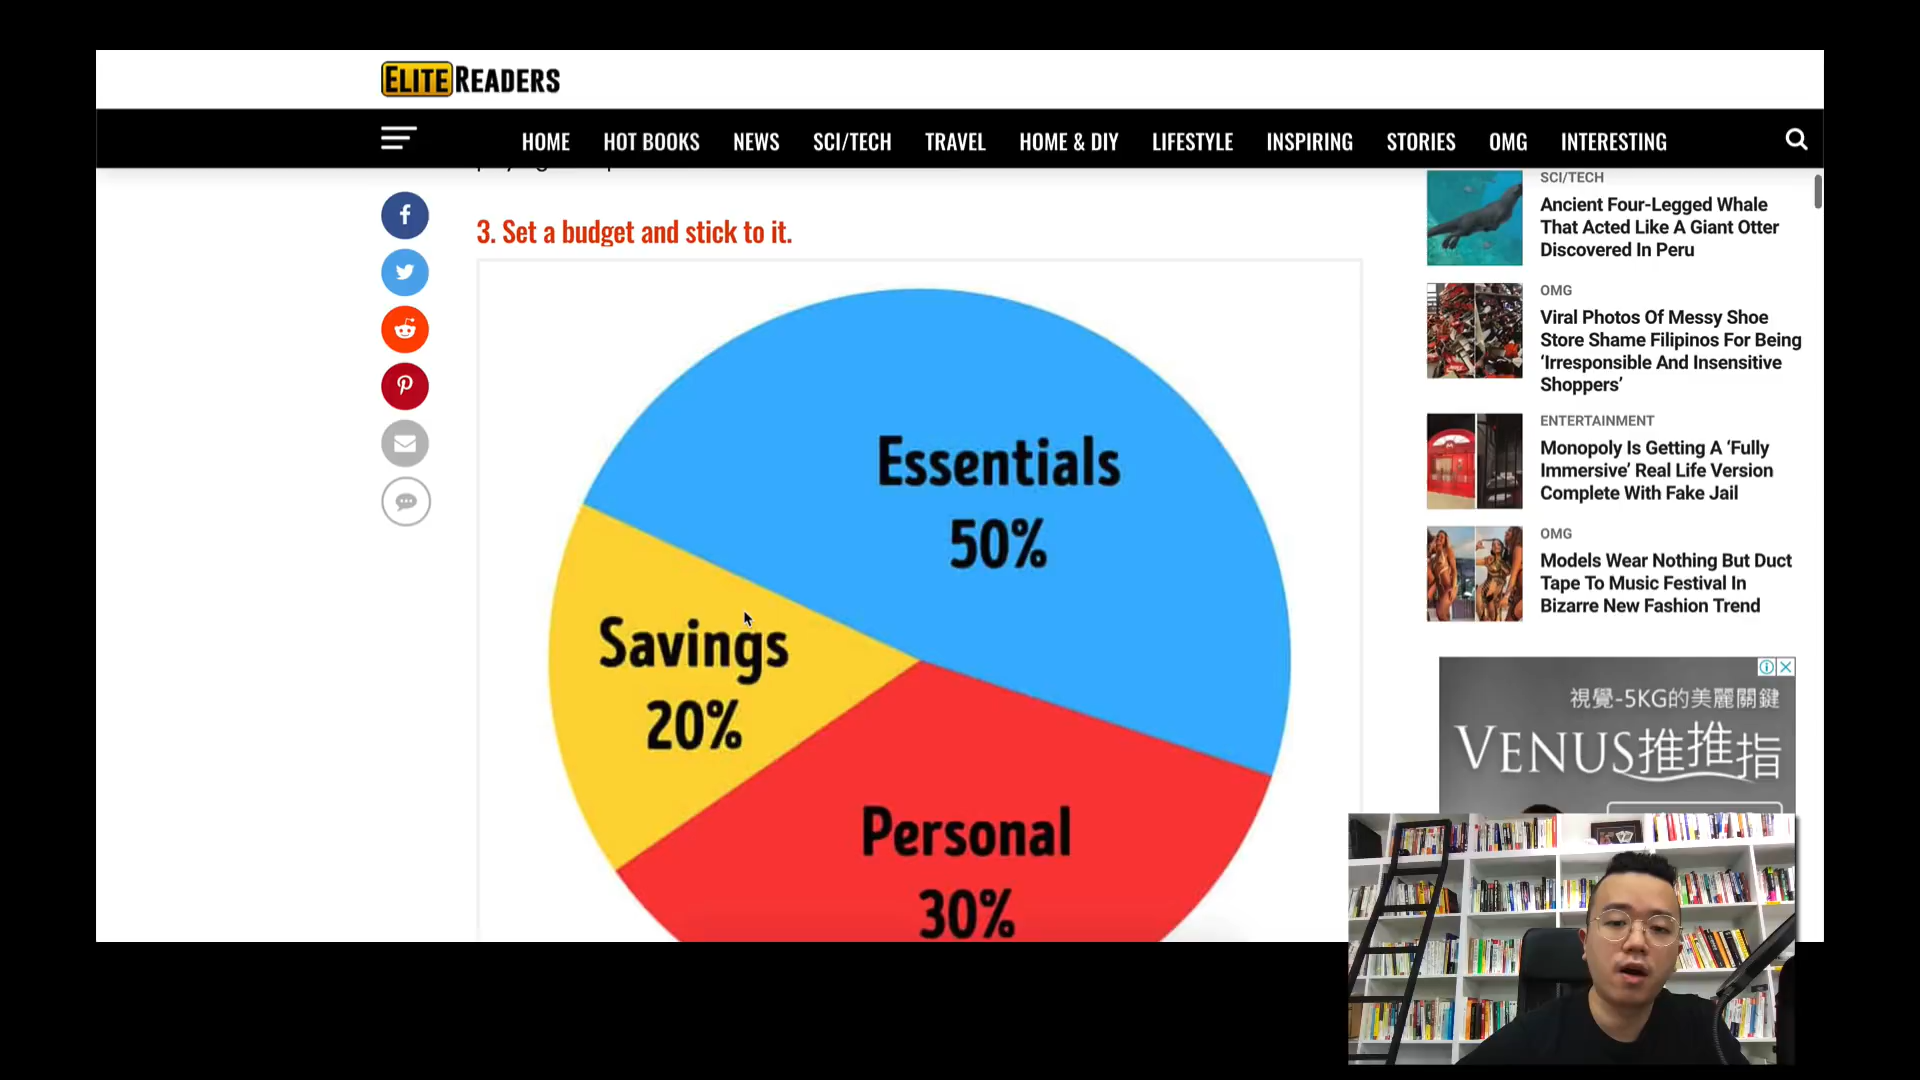 ELITE READERS
HOME HOT BOOKS NEWS SCI/TECH TRAVEL HOME & DIY LIFESTYLE INSPIRING STORIES OMG INTERESTING
3. Set a budget and stick to it.
Essentials
50%
Savings
20%
Personal
30%
SCI/TECH
Ancient Four-Legged Whale
That Acted Like A Giant Otter
Discovered In Peru
OMG
Viral Photos Of Messy Shoe
Store Shame Filipinos For Being
‘Irresponsible And Insensitive
Shoppers’
ENTERTAINMENT
Monopoly Is Getting A ‘Fully
Immersive’ Real Life Version
Complete With Fake Jail
OMG
Models Wear Nothing But Duct
Tape To Music Festival In
Bizarre New Fashion Trend
視覺-5KG的美麗關鍵
VENUS推推指